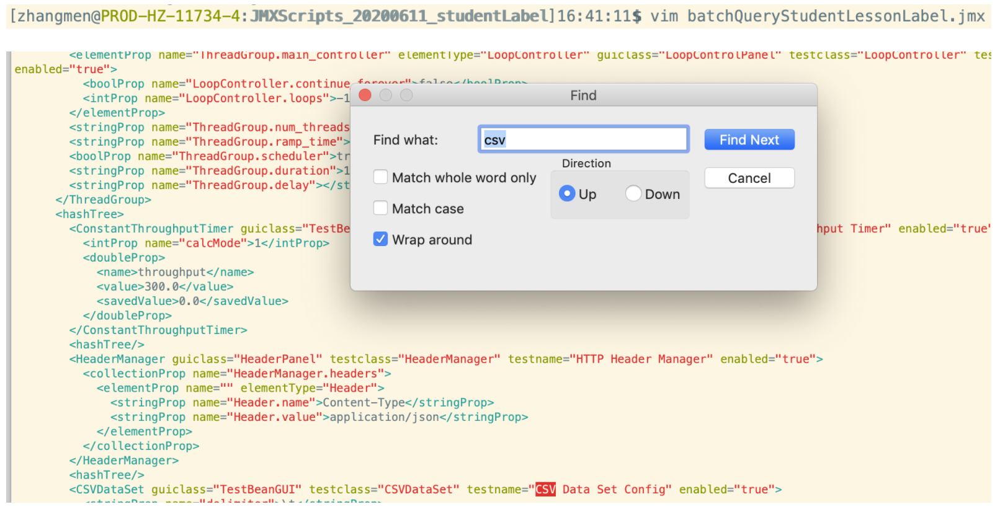 [zhangmen@PROD-HZ-11734-4:JMXScripts_20200611_studentLabel]16:41:11$ vim batchQueryStudentLessonLabel.jmx
<elementProp name="ThreadGroup.main_controller" elementType="LoopController" guiclass="LoopControlPanel" testclass="LoopController" tes
enabled="true">
<boolProp name="LoopController.continue_forever">false</boolProp>
<intProp name="LoopController.loops">-1
</elementProp>
<stringProp name="ThreadGroup.num_threads
<stringProp name="ThreadGroup.ramp_time">
<boolProp name="ThreadGroup.scheduler">tr
<stringProp name="ThreadGroup.duration">1
<stringProp name="ThreadGroup.delay"></st
</ThreadGroup>
<hashTree>
<ConstantThroughputTimer guiclass="TestBe hput Timer" enabled="true"
<intProp name="calcMode">1</intProp>
<doubleProp>
<name>throughput</name>
<value>300.0</value>
<savedValue>0.0</savedValue>
</doubleProp>
</ConstantThroughputTimer>
<hashTree/>
<HeaderManager guiclass="HeaderPanel" testclass="HeaderManager" testname="HTTP Header Manager" enabled="true">
<collectionProp name="HeaderManager.headers">
<elementProp name="" elementType="Header">
<stringProp name="Header.name">Content-Type</stringProp>
<stringProp name="Header.value">application/json</stringProp>
</elementProp>
</collectionProp>
</HeaderManager>
<hashTree/>
<CSVDataSet guiclass="TestBeanGUI" testclass="CSVDataSet" testname="CSV Data Set Config" enabled="true">
<stringProp name="delimiter">\t</stringProp>
Find
Find what: csv Find Next
Direction
Match whole word only
Up Down
Cancel
Match case
Wrap around